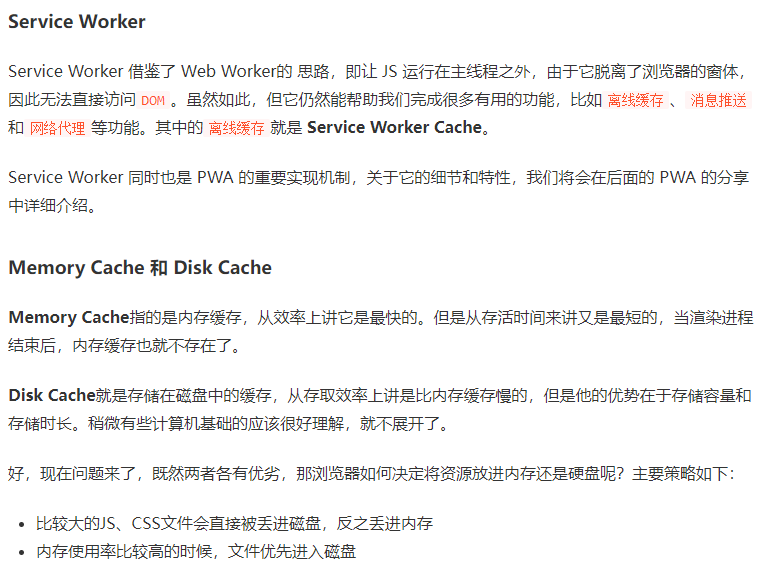 Service Worker
Service Worker 借鉴了 Web Worker的 思路，即让 JS 运行在主线程之外，由于它脱离了浏览器的窗体，
因此无法直接访问 DOM 。虽然如此，但它仍然能帮助我们完成很多有用的功能，比如 离线缓存 、 消息推送
和 网络代理 等功能。其中的 离线缓存 就是 Service Worker Cache。
Service Worker 同时也是 PWA 的重要实现机制，关于它的细节和特性，我们将会在后面的 PWA 的分享
中详细介绍。
Memory Cache 和 Disk Cache
Memory Cache指的是内存缓存，从效率上讲它是最快的。但是从存活时间来讲又是最短的，当渲染进程
结束后，内存缓存也就不存在了。
Disk Cache就是存储在磁盘中的缓存，从存取效率上讲是比内存缓存慢的，但是他的优势在于存储容量和
存储时长。稍微有些计算机基础的应该很好理解，就不展开了。
好，现在问题来了，既然两者各有优劣，那浏览器如何决定将资源放进内存还是硬盘呢？主要策略如下：
• 比较大的JS、CSS文件会直接被丢进磁盘，反之丢进内存
• 内存使用率比较高的时候，文件优先进入磁盘